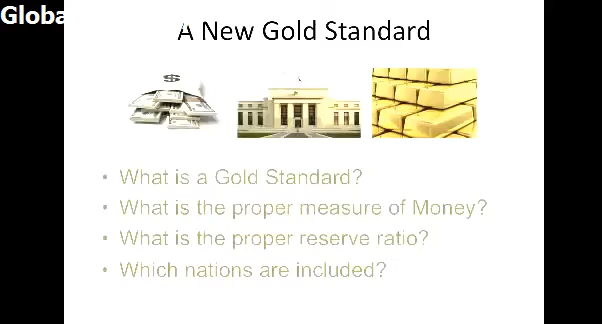 Globa
A New Gold Standard
$
• What is a Gold Standard?
• What is the proper measure of Money?
• What is the proper reserve ratio?
• Which nations are included?